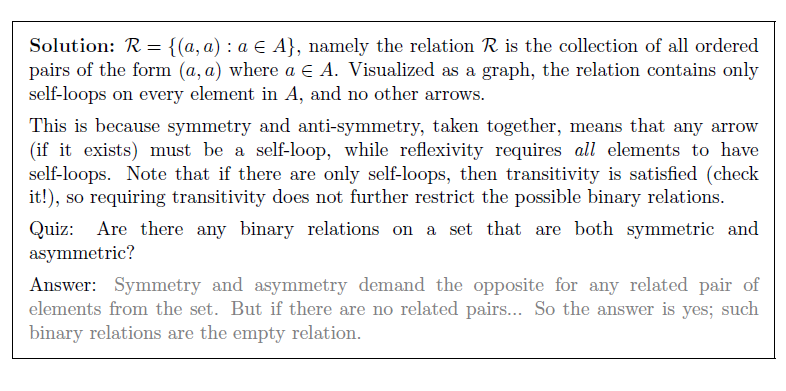 Solution: R = {(a, a) : a ∈ A}, namely the relation R is the collection of all ordered
pairs of the form (a, a) where a ∈ A. Visualized as a graph, the relation contains only
self-loops on every element in A, and no other arrows.
This is because symmetry and anti-symmetry, taken together, means that any arrow
(if it exists) must be a self-loop, while reflexivity requires all elements to have
self-loops. Note that if there are only self-loops, then transitivity is satisfied (check
it!), so requiring transitivity does not further restrict the possible binary relations.
Quiz: Are there any binary relations on a set that are both symmetric and
asymmetric?
Answer: Symmetry and asymmetry demand the opposite for any related pair of
elements from the set. But if there are no related pairs... So the answer is yes; such
binary relations are the empty relation.